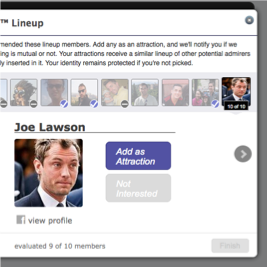 ™ Lineup
mended these lineup members. Add any as an attraction, and we'll notify you if we
ing is mutual or not. Your attractions receive a similar lineup of other potential admirers
ly inserted in it. Your identity remains protected if you're not picked.
10 of 10
Joe Lawson
Add as
Attraction
Not
Interested
view profile
evaluated 9 of 10 members
Finish